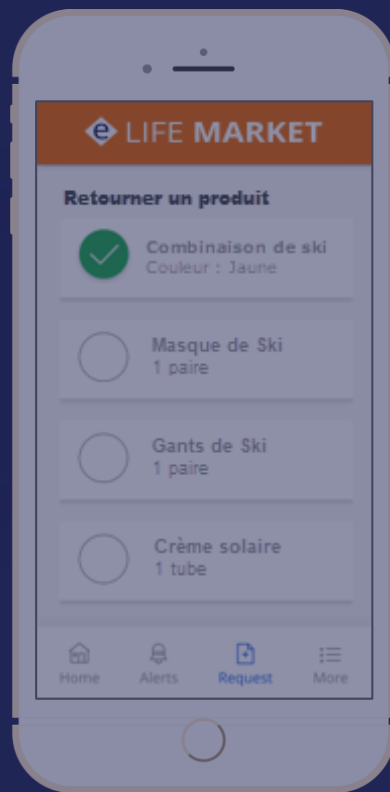 e LIFE MARKET
Retourner un produit
Combinaison de ski
Couleur : Jaune
Masque de Ski
1 paire
Gants de Ski
1 paire
Crème solaire
1 tube
Home Alerts Request More